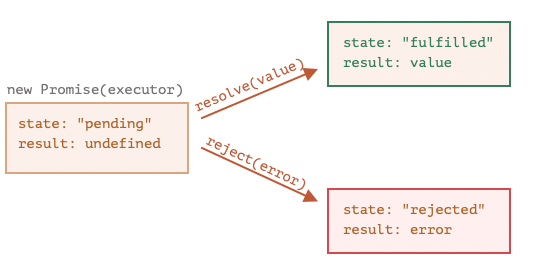 new Promise(executor)
state: "pending"
result: undefined
resolve(value)
reject(error)
state: "fulfilled"
result: value
state: "rejected"
result: error